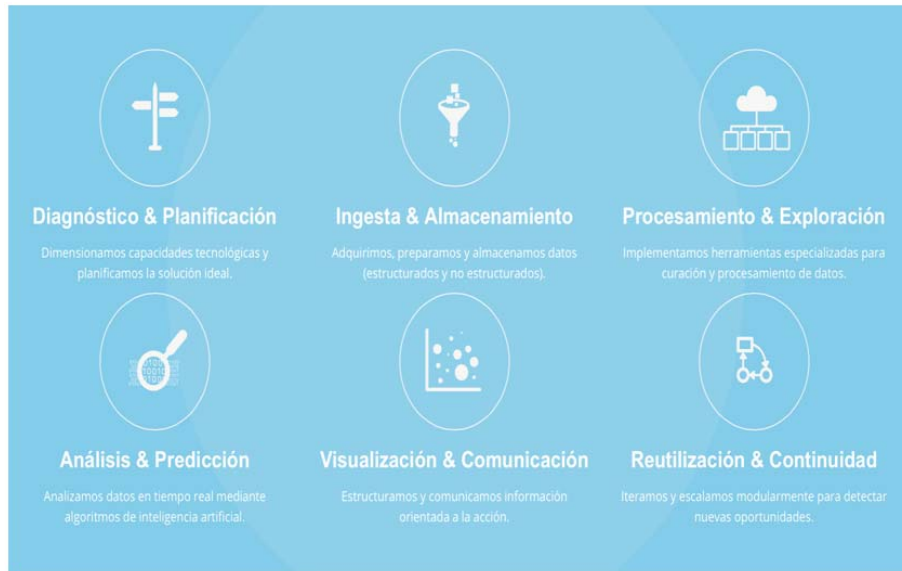 Diagnóstico & Planificación
Dimensionamos capacidades tecnológicas y
planificamos la solución ideal.
Ingesta & Almacenamiento
Adquirimos, preparamos y almacenamos datos
(estructurados y no estructurados).
Procesamiento & Exploración
Implementamos herramientas especializadas para
curación y procesamiento de datos.
Análisis & Predicción
Analizamos datos en tiempo real mediante
algoritmos de inteligencia artificial.
Visualización & Comunicación
Estructuramos y comunicamos información
orientada a la acción.
Reutilización & Continuidad
Iteramos y escalamos modularmente para detectar
nuevas oportunidades.